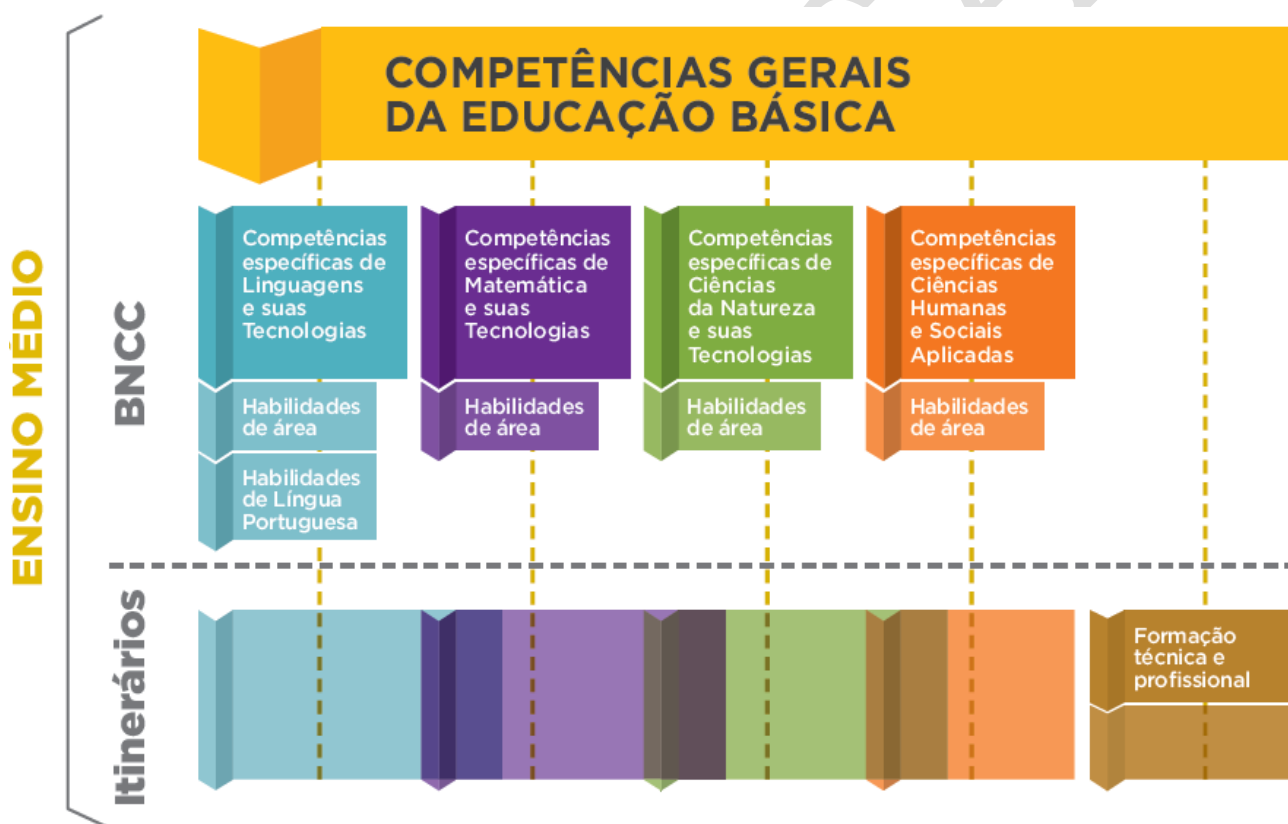 COMPETÊNCIAS GERAIS
DA EDUCAÇÃO BÁSICA
ENSINO MÉDIO
BNCC
Competências
específicas de
Linguagens
e suas
Tecnologias
Habilidades
de área
Habilidades
de Língua
Portuguesa
Competências
específicas de
Matemática
e suas
Tecnologias
Habilidades
de área
Competências
específicas de
Ciências
da Natureza
e suas
Tecnologias
Habilidades
de área
Competências
específicas de
Ciências
Humanas
e Sociais
Aplicadas
Habilidades
de área
Itinerários
Formação
técnica e
profissional